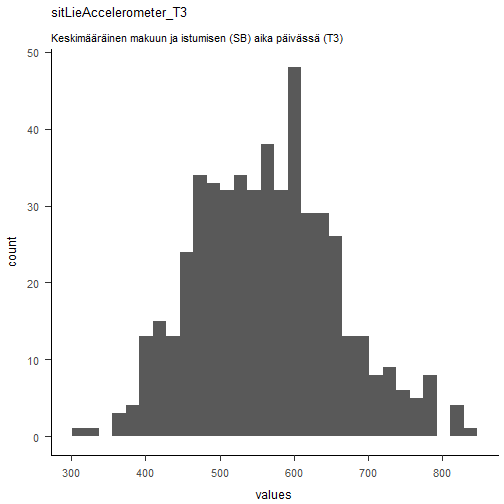 sitLieAccelerometer_T3
Keskimääräinen makuun ja istumisen (SB) aika päivässä (T3)
50
40
30
20
10
0
count
300 400 500 600 700 800
values